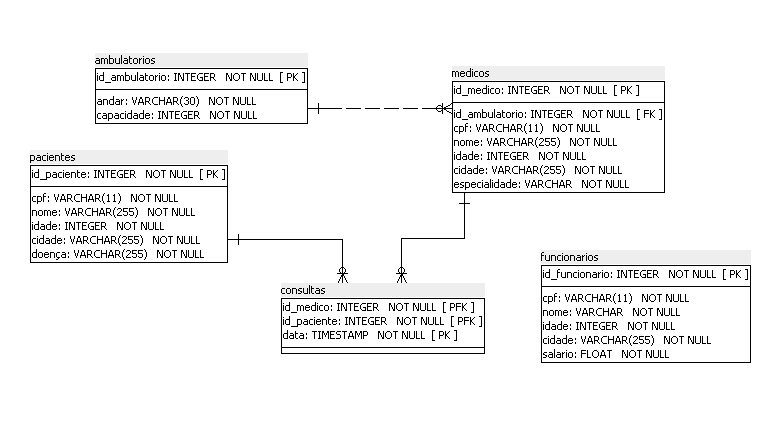 ambulatorios
id_ambulatorio: INTEGER NOT NULL [ PK ]
andar: VARCHAR(30) NOT NULL
capacidade: INTEGER NOT NULL
medicos
id_medico: INTEGER NOT NULL [ PK ]
id_ambulatorio: INTEGER NOT NULL [ FK ]
cpf: VARCHAR(11) NOT NULL
nome: VARCHAR(255) NOT NULL
idade: INTEGER NOT NULL
cidade: VARCHAR(255) NOT NULL
especialidade: VARCHAR NOT NULL
pacientes
id_paciente: INTEGER NOT NULL [ PK ]
cpf: VARCHAR(11) NOT NULL
nome: VARCHAR(255) NOT NULL
idade: INTEGER NOT NULL
cidade: VARCHAR(255) NOT NULL
doença: VARCHAR(255) NOT NULL
consultas
id_medico: INTEGER NOT NULL [ PFK ]
id_paciente: INTEGER NOT NULL [ PFK ]
data: TIMESTAMP NOT NULL [ PK ]
funcionarios
id_funcionario: INTEGER NOT NULL [ PK ]
cpf: VARCHAR(11) NOT NULL
nome: VARCHAR NOT NULL
idade: INTEGER NOT NULL
cidade: VARCHAR(255) NOT NULL
salario: FLOAT NOT NULL